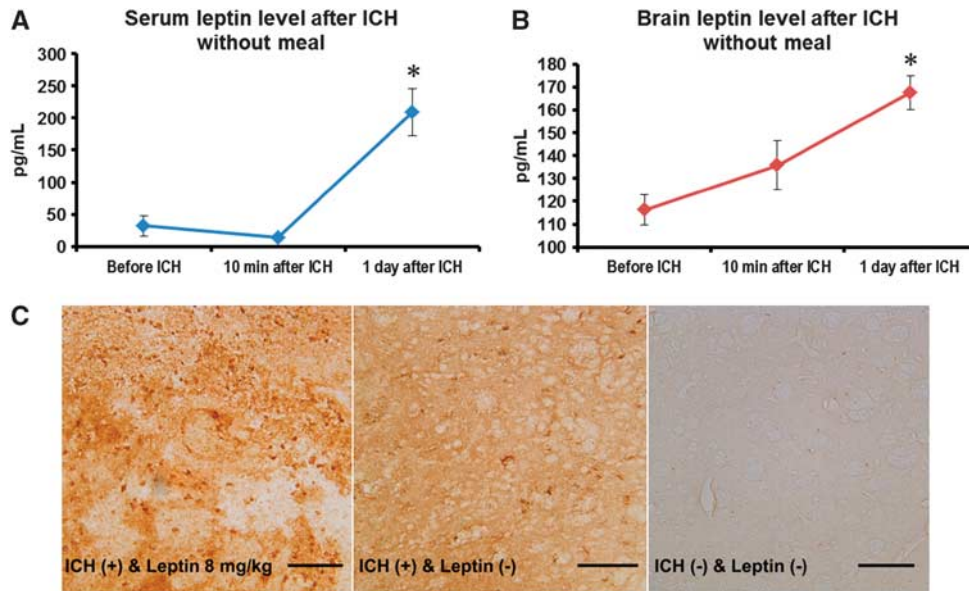 A
Serum leptin level after ICH
without meal
300
250
200
150
100
50
0
pg/mL
*
Before ICH
10 min after ICH
1 day after ICH
B
Brain leptin level after ICH
without meal
180
170
160
150
140
130
120
110
100
pg/mL
*
Before ICH
10 min after ICH
1 day after ICH
C
ICH (+) & Leptin 8 mg/kg
ICH (+) & Leptin (-)
ICH (-) & Leptin (-)